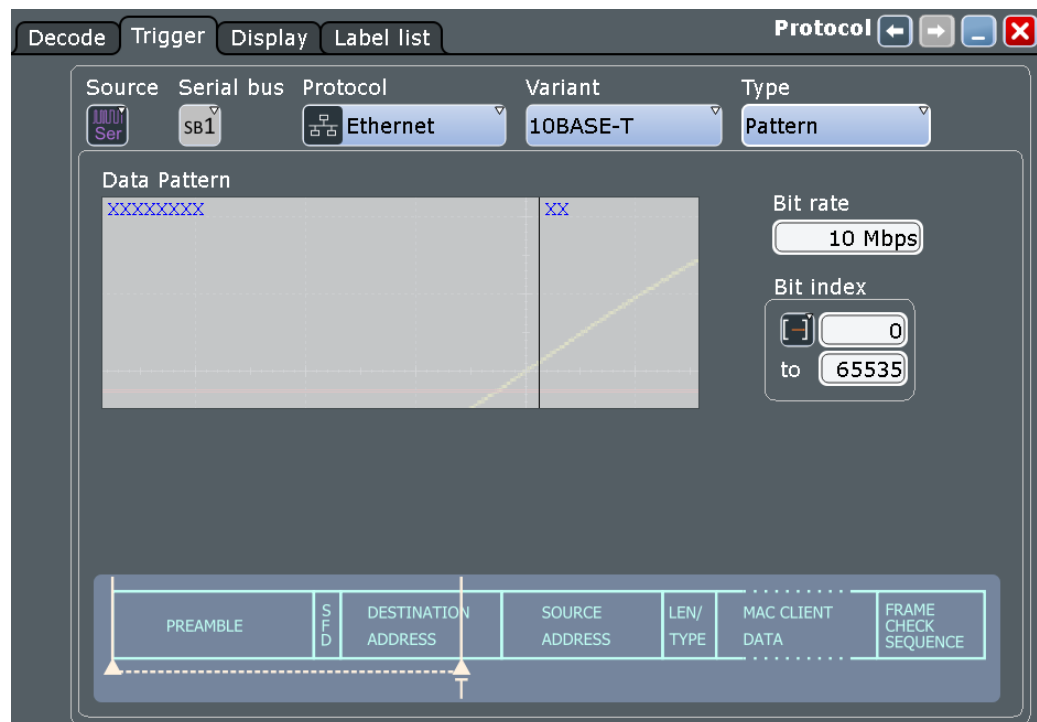 Decode Trigger Display Label list Protocol
Source Serial bus Protocol Variant Type
Ser SB1 Ethernet 10BASE-T Pattern
Data Pattern
XXXXXXXX XX
Bit rate
10 Mbps
Bit index
0
to 65535
PREAMBLE
SFD
DESTINATION
ADDRESS
SOURCE
ADDRESS
LEN/
TYPE
MAC CLIENT
DATA
FRAME
CHECK
SEQUENCE
T